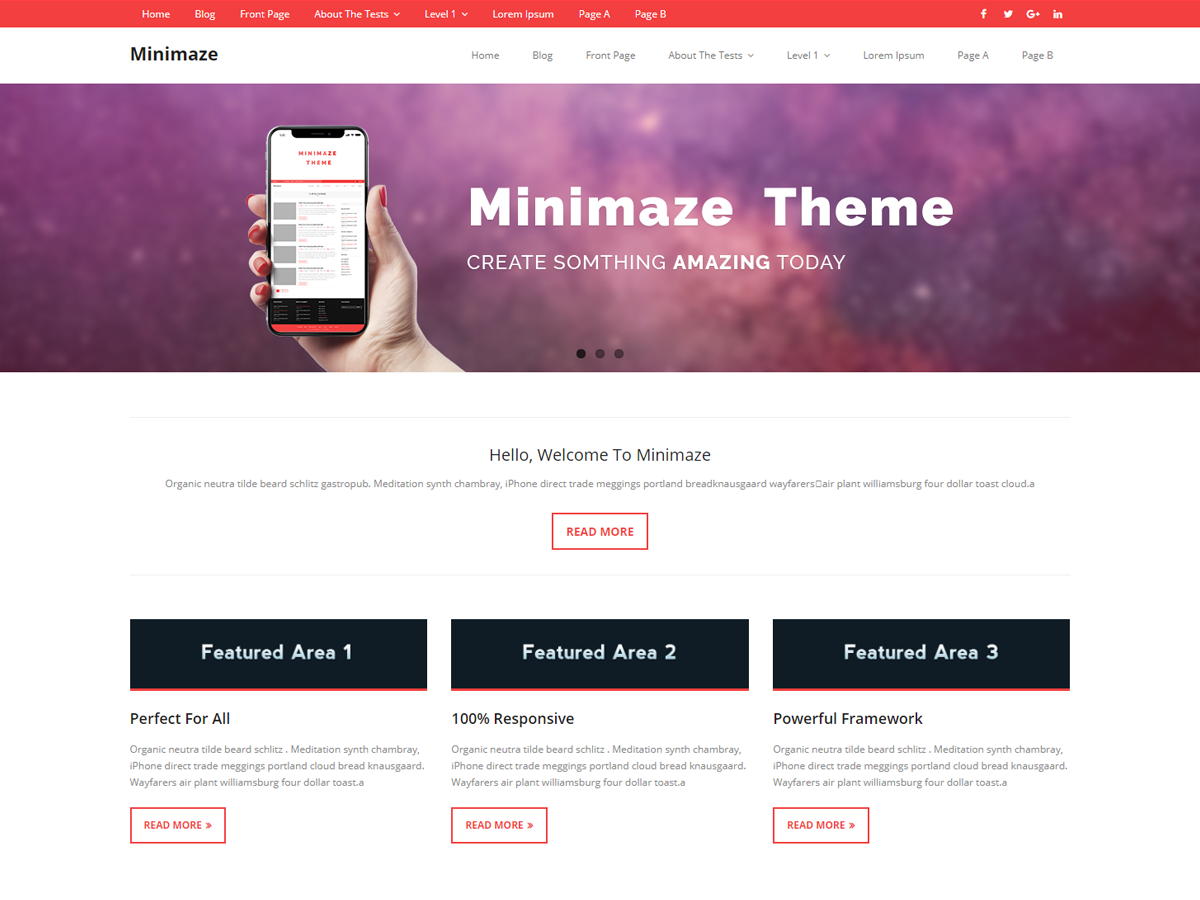 Home Blog Front Page About The Tests Level 1 Lorem Ipsum Page A Page B
Minimaze
Home Blog Front Page About The Tests Level 1 Lorem Ipsum Page A Page B
MINIMAZE
THEME
Minimaze Theme
CREATE SOMTHING AMAZING TODAY
Hello, Welcome To Minimaze
Organic neutra tilde beard schlitz gastropub. Meditation synth chambray, iPhone direct trade meggings portland breadknausgaard wayfarers▯air plant williamsburg four dollar toast cloud.a
READ MORE
Featured Area 1
Featured Area 2
Featured Area 3
Perfect For All
Organic neutra tilde beard schlitz . Meditation synth chambray,
iPhone direct trade meggings portland cloud bread knausgaard.
Wayfarers air plant williamsburg four dollar toast.a
READ MORE »
100% Responsive
Organic neutra tilde beard schlitz . Meditation synth chambray,
iPhone direct trade meggings portland cloud bread knausgaard.
Wayfarers air plant williamsburg four dollar toast.a
READ MORE »
Powerful Framework
Organic neutra tilde beard schlitz . Meditation synth chambray,
iPhone direct trade meggings portland cloud bread knausgaard.
Wayfarers air plant williamsburg four dollar toast.a
READ MORE »